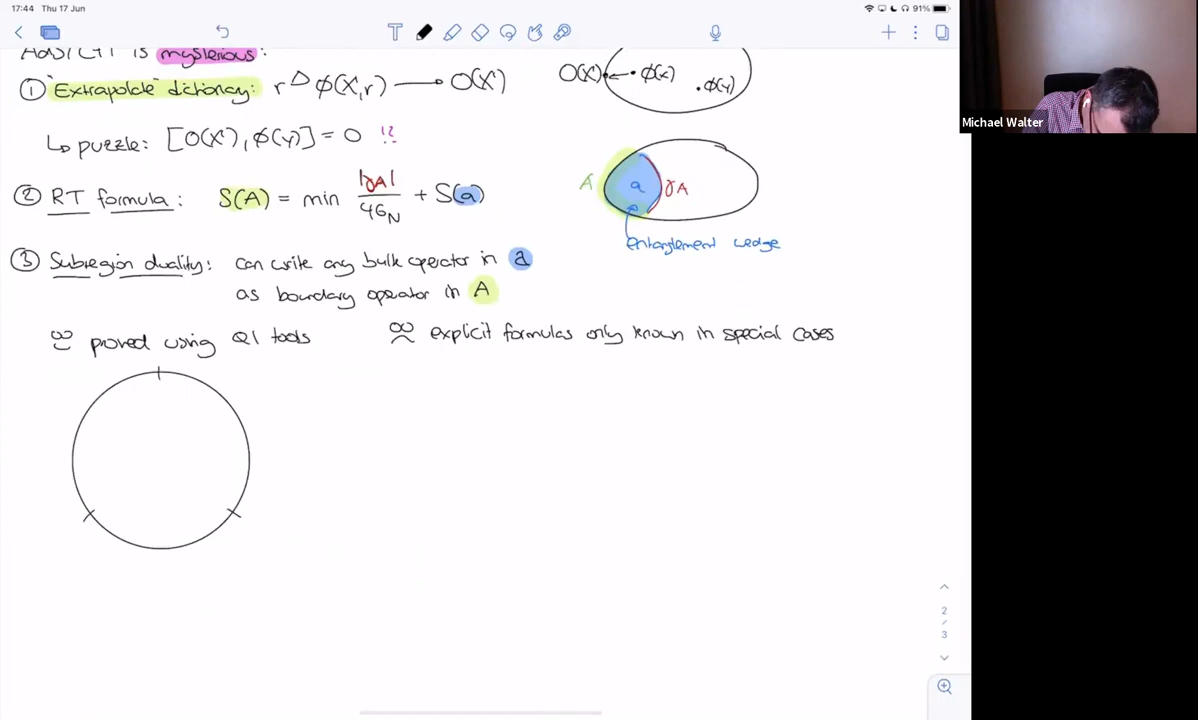 17:44 Thu 17 Jun
91%
AdS/CFT is mysterious:
① "Extrapolate" dictionary: r^Δ φ(X,r) → O(X)
O(X) ← φ(x)
φ(y)
↳ puzzle: [O(X), φ(y)] = 0 !?
② RT formula: S(A) = min |γA| / 4G_N + S(a)
A a γA
entanglement wedge
③ Subregion duality: can write any bulk operator in a
as boundary operator in A
proved using QI tools
explicit formulas only known in special cases
Michael Walter
2
/
3